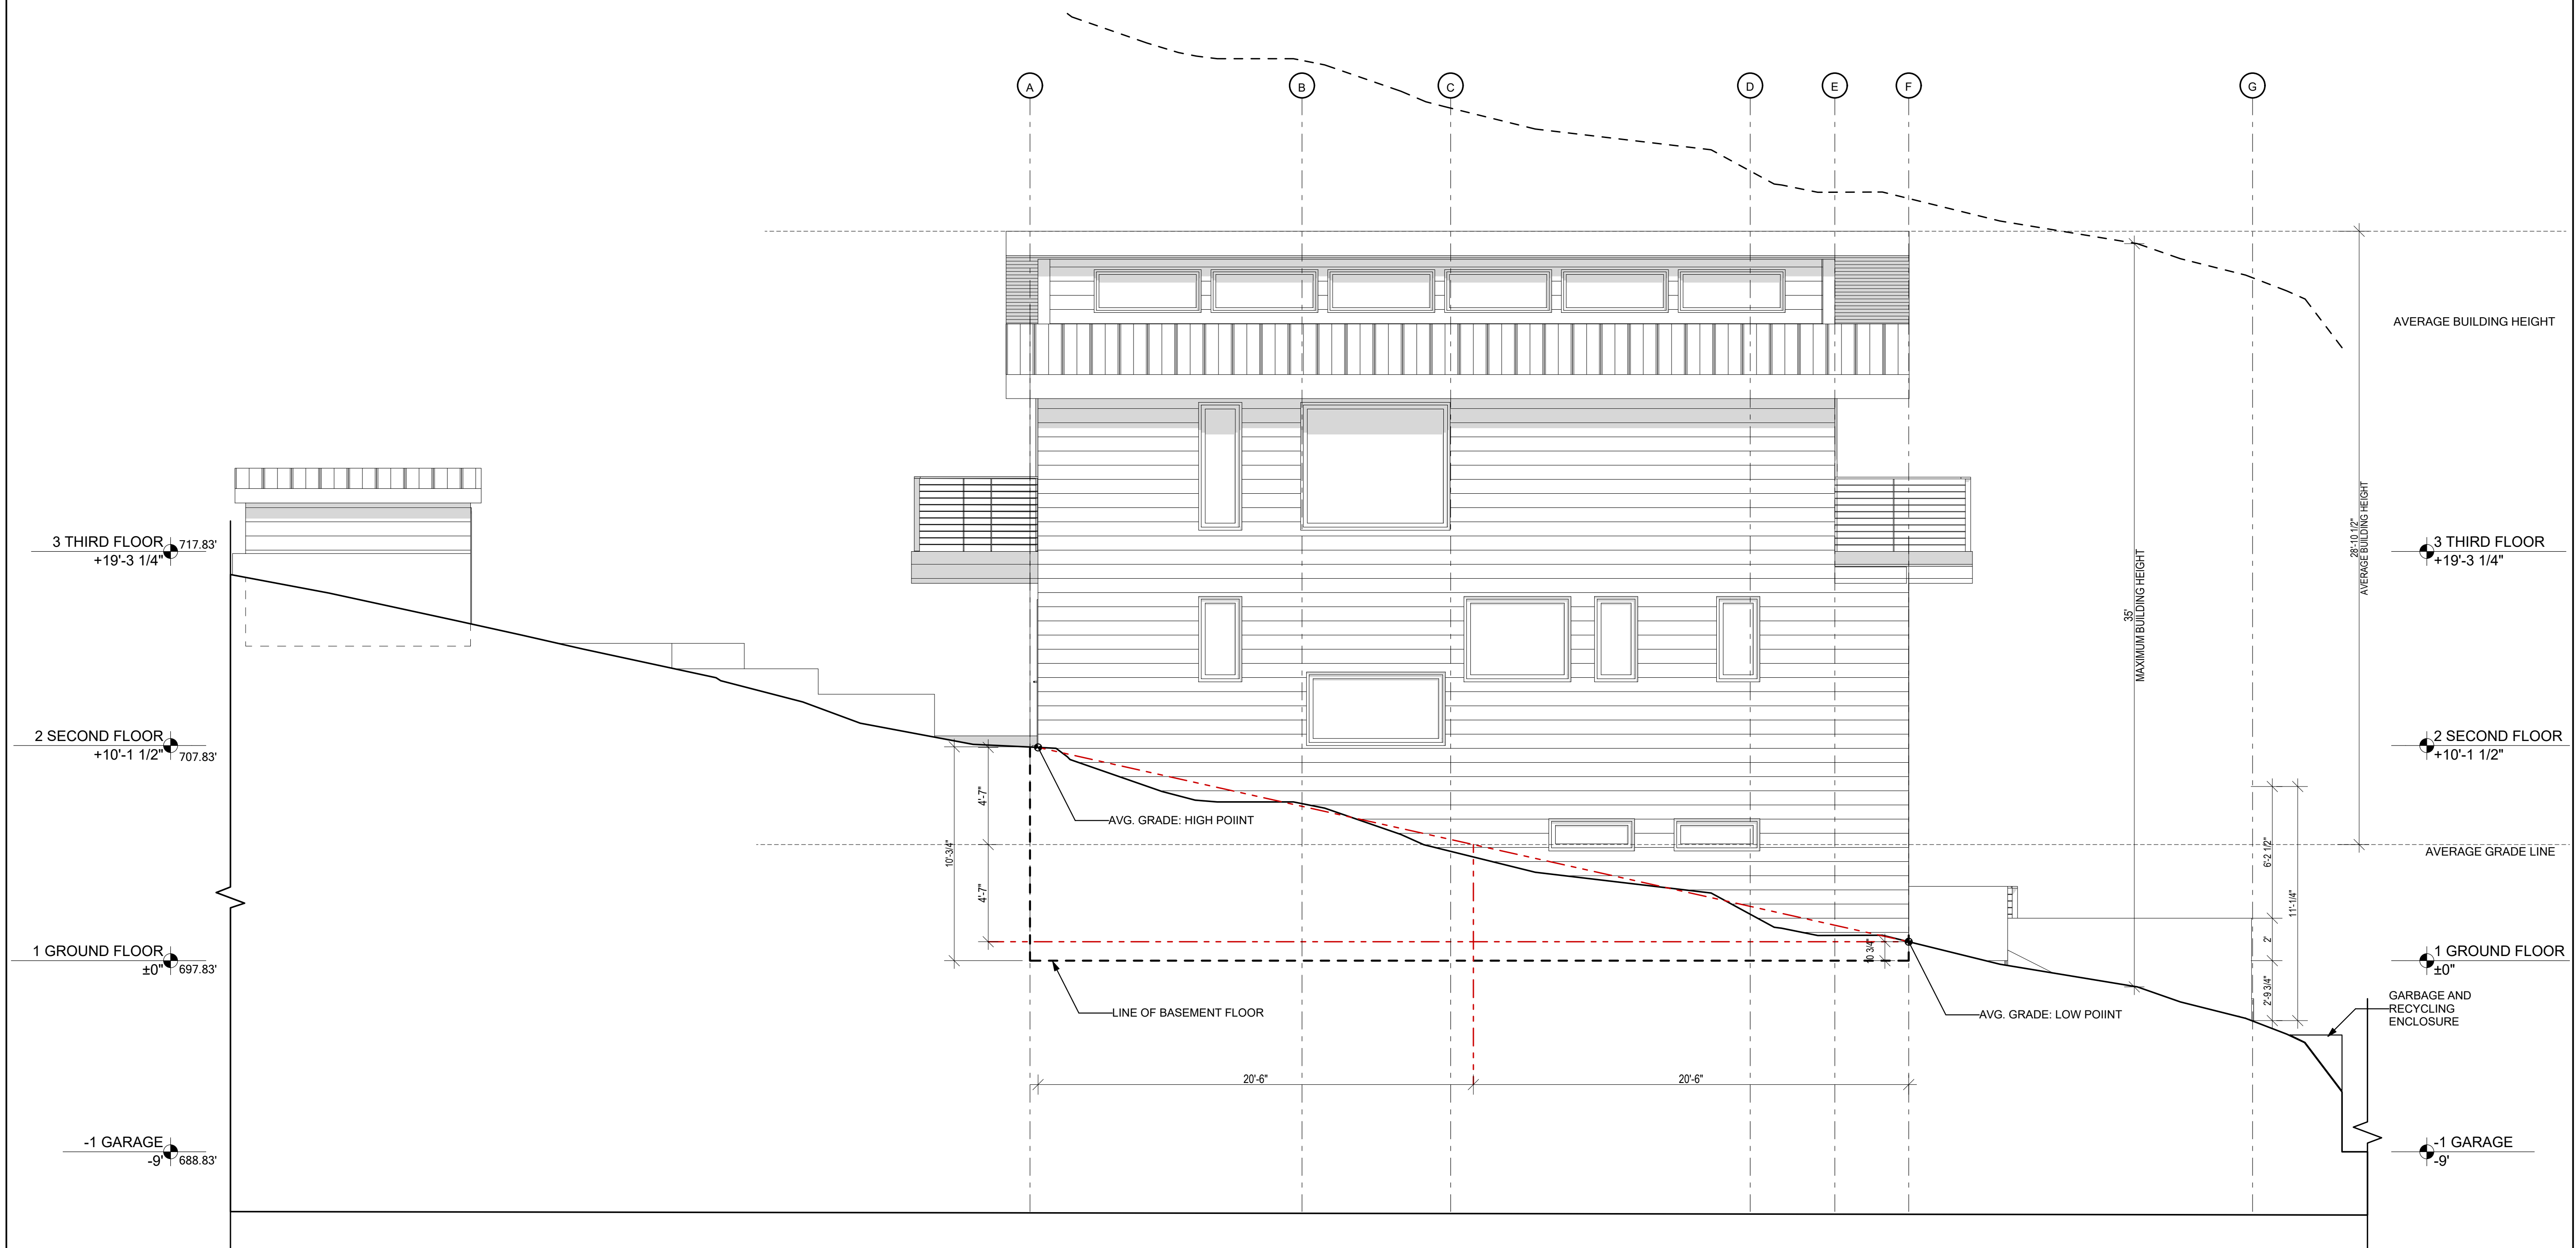 A
B
C
D
E
F
G
AVERAGE BUILDING HEIGHT
28'-10 1/2"
AVERAGE BUILDING HEIGHT
35'
MAXIMUM BUILDING HEIGHT
3 THIRD FLOOR
717.83'
+19'-3 1/4"
3 THIRD FLOOR
+19'-3 1/4"
2 SECOND FLOOR
+10'-1 1/2"
707.83'
2 SECOND FLOOR
+10'-1 1/2"
4'-7"
AVG. GRADE: HIGH POIINT
10'-3/4"
4'-7"
AVERAGE GRADE LINE
6'-2 1/2"
11'-1/4"
2'
2'-9 3/4"
10 3/4"
1 GROUND FLOOR
±0"
697.83'
1 GROUND FLOOR
±0"
LINE OF BASEMENT FLOOR
AVG. GRADE: LOW POIINT
GARBAGE AND
RECYCLING
ENCLOSURE
20'-6"
20'-6"
-1 GARAGE
-9'
688.83'
-1 GARAGE
-9'